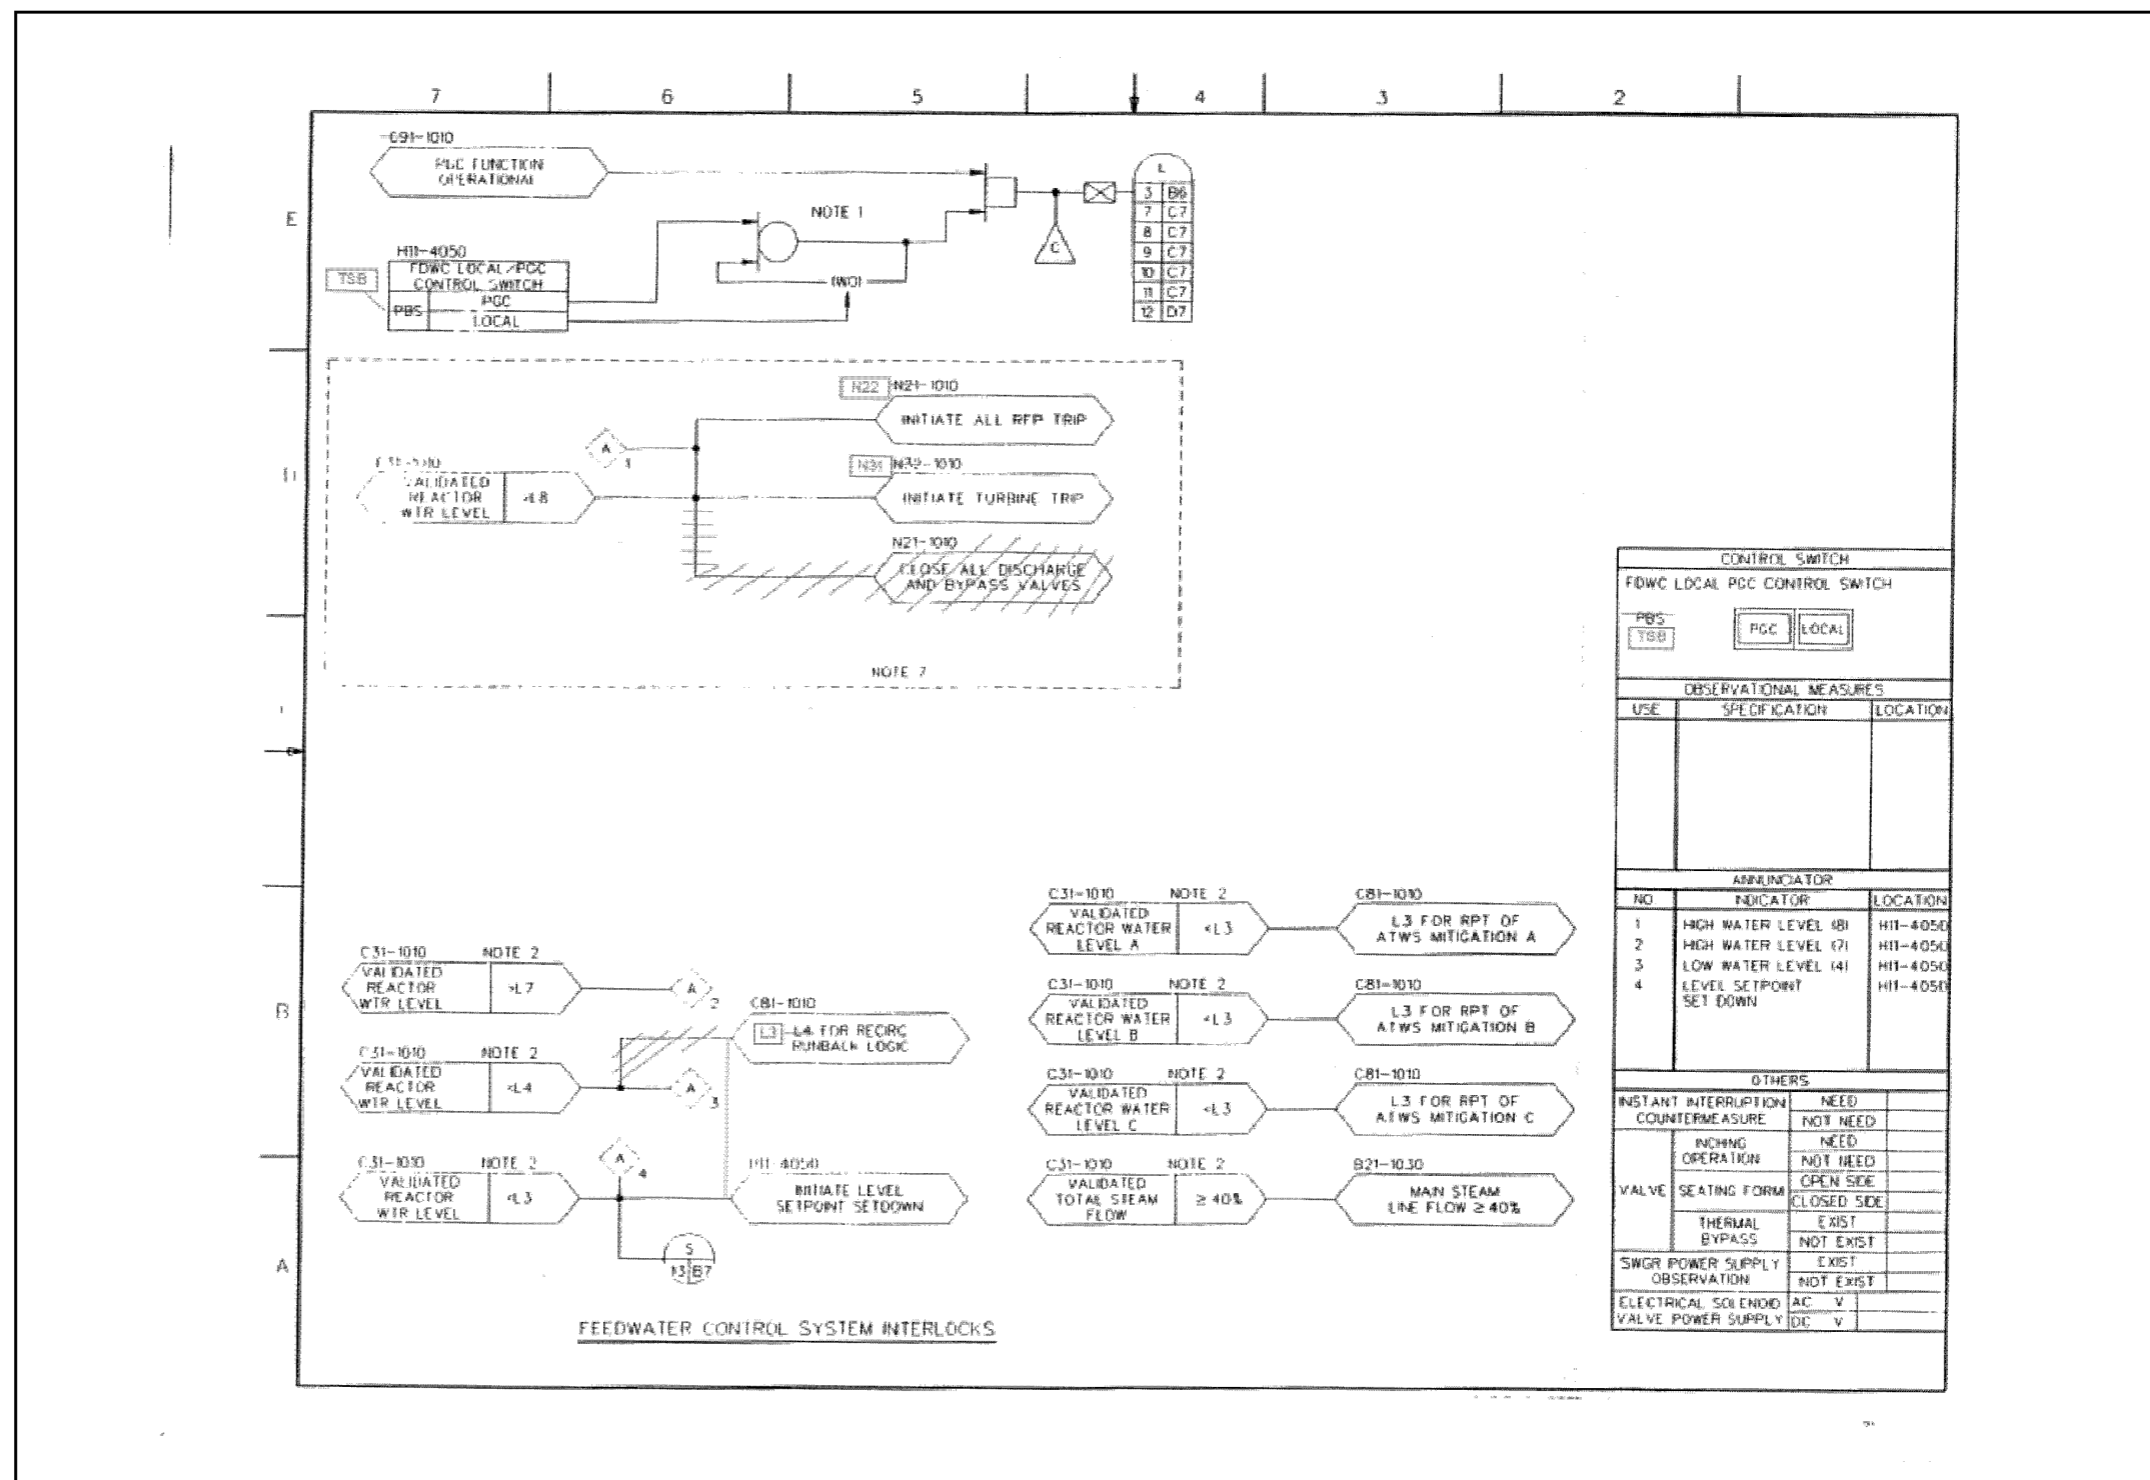 7 6 5 4 3 2
E
C91-1010
PGC FUNCTION
OPERATIONAL
NOTE 1
H11-4050
TSB
FDWC LOCAL/PGC
CONTROL SWITCH
PBS
PGC
LOCAL
(WO)
C
L
3 B6
7 C7
8 C7
9 C7
10 C7
11 C7
12 D7
D
N22 N21-1010
INITIATE ALL RFP TRIP
A
1
C31-1010
VALIDATED
REACTOR
WTR LEVEL
>L8
N31 N32-1010
INITIATE TURBINE TRIP
N21-1010
CLOSE ALL DISCHARGE
AND BYPASS VALVES
NOTE 7
B
C31-1010 NOTE 2
VALIDATED
REACTOR
WTR LEVEL
>L7
A
2
C81-1010
L3 L4 FOR RECIRC
RUNBACK LOGIC
C31-1010 NOTE 2
VALIDATED
REACTOR
WTR LEVEL
<L4
A
3
A
C31-1010 NOTE 2
VALIDATED
REACTOR
WTR LEVEL
<L3
A
4
H11-4050
INITIATE LEVEL
SETPOINT SETDOWN
S
13 B7
C31-1010 NOTE 2
VALIDATED
REACTOR WATER
LEVEL A
<L3
C81-1010
L3 FOR RPT OF
ATWS MITIGATION A
C31-1010 NOTE 2
VALIDATED
REACTOR WATER
LEVEL B
<L3
C81-1010
L3 FOR RPT OF
ATWS MITIGATION B
C31-1010 NOTE 2
VALIDATED
REACTOR WATER
LEVEL C
<L3
C81-1010
L3 FOR RPT OF
ATWS MITIGATION C
C31-1010 NOTE 2
VALIDATED
TOTAL STEAM
FLOW
≥ 40%
B21-1030
MAIN STEAM
LINE FLOW ≥ 40%
FEEDWATER CONTROL SYSTEM INTERLOCKS
CONTROL SWITCH
FDWC LOCAL PGC CONTROL SWITCH
PBS
TSB
PGC LOCAL
OBSERVATIONAL MEASURES
USE SPECIFICATION LOCATION
ANNUNCIATOR
NO INDICATOR LOCATION
1 HIGH WATER LEVEL (8) H11-4050
2 HIGH WATER LEVEL (7) H11-4050
3 LOW WATER LEVEL (4) H11-4050
4 LEVEL SETPOINT H11-4050
SET DOWN
OTHERS
INSTANT INTERRUPTION
COUNTERMEASURE
NEED
NOT NEED
VALVE
INCHING
OPERATION
NEED
NOT NEED
SEATING FORM
OPEN SIDE
CLOSED SIDE
THERMAL
BYPASS
EXIST
NOT EXIST
SWGR POWER SUPPLY
OBSERVATION
EXIST
NOT EXIST
ELECTRICAL SOLENOID
VALVE POWER SUPPLY
AC V
DC V